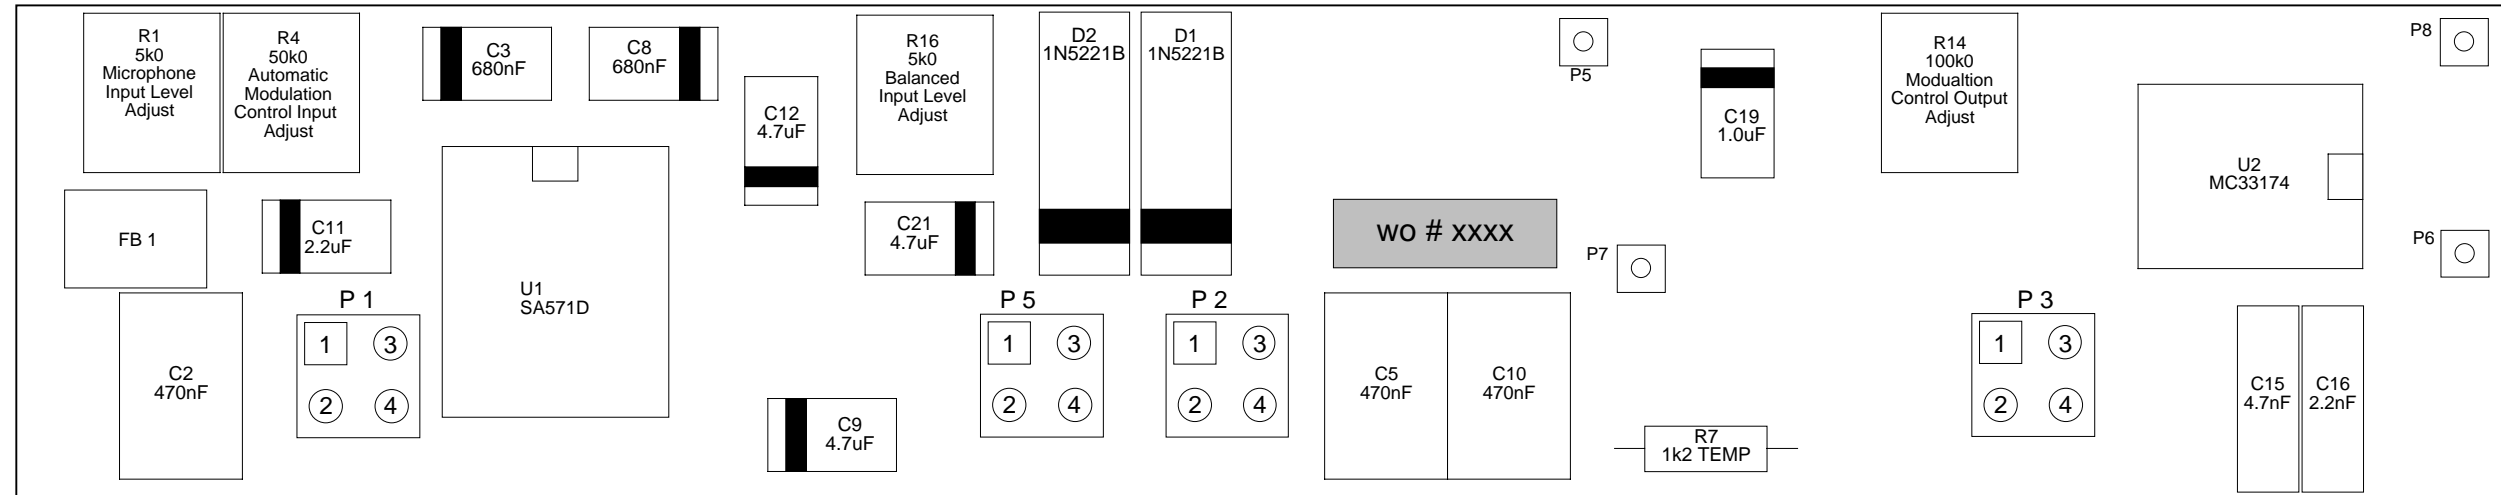 R1
5k0
Microphone
Input Level
Adjust
R4
50k0
Automatic
Modulation
Control Input
Adjust
C3
680nF
C8
680nF
C12
4.7uF
R16
5k0
Balanced
Input Level
Adjust
D2
1N5221B
D1
1N5221B
P5
C19
1.0uF
R14
100k0
Modualtion
Control Output
Adjust
P8
U2
MC33174
FB 1
C11
2.2uF
C21
4.7uF
wo # xxxx
P7
P6
U1
SA571D
P 1
1
3
2
4
P 5
1
3
2
4
P 2
1
3
2
4
P 3
1
3
2
4
C2
470nF
C9
4.7uF
C5
470nF
C10
470nF
R7
1k2 TEMP
C15
4.7nF
C16
2.2nF